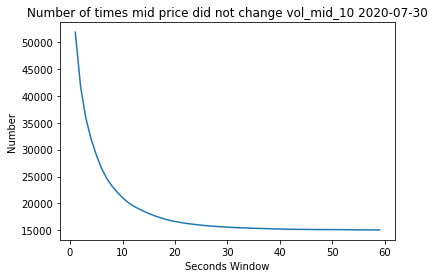 Number of times mid price did not change vol_mid_10 2020-07-30
50000
45000
40000
35000
30000
25000
20000
15000
Number
0 10 20 30 40 50 60
Seconds Window